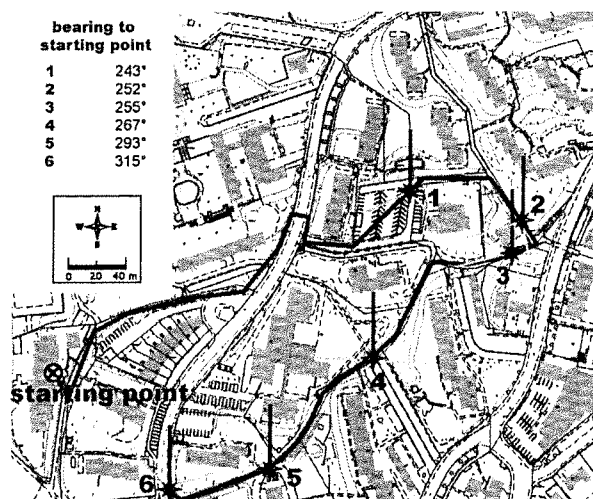 bearing to
starting point
1 243°
2 252°
3 255°
4 267°
5 293°
6 315°
N
W E
S
0 20 40 m
1
2
3
4
starting point
5
6